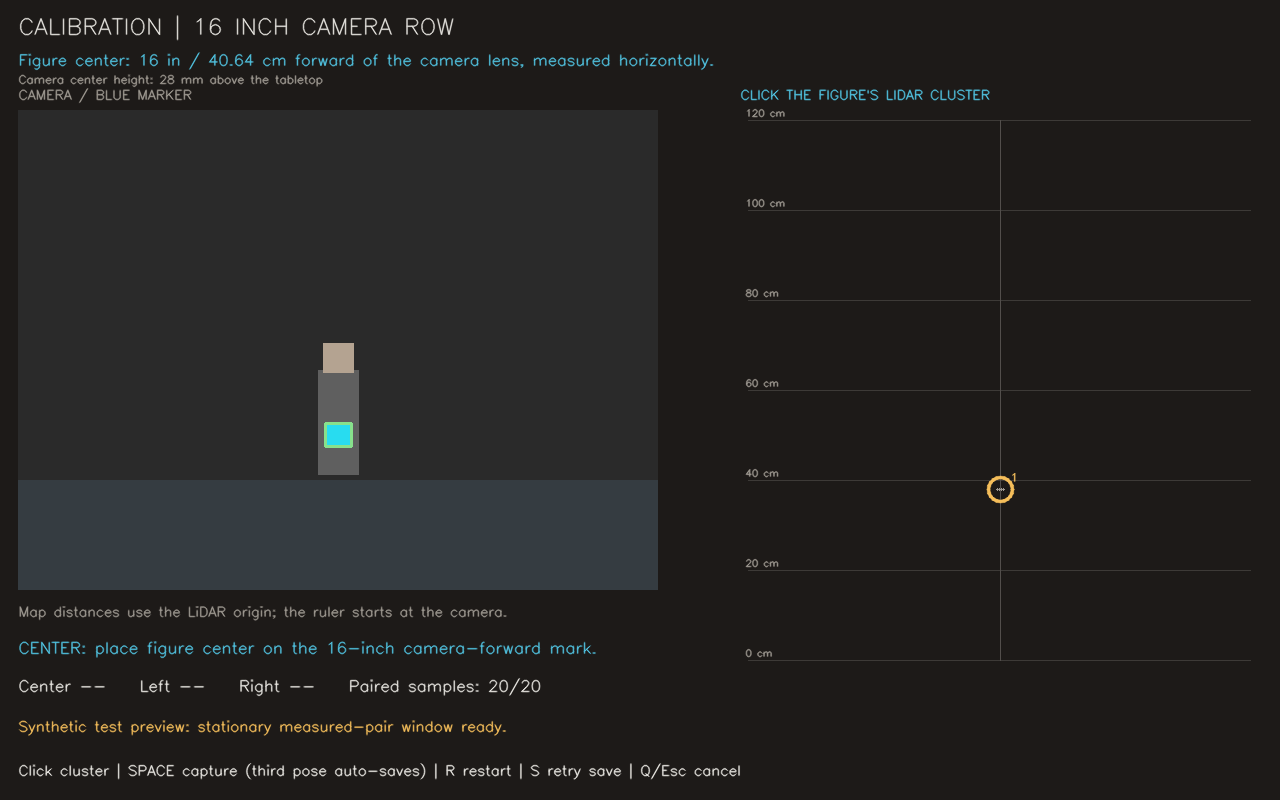 CALIBRATION | 16 INCH CAMERA ROW
Figure center: 16 in / 40.64 cm forward of the camera lens, measured horizontally.
Camera center height: 28 mm above the tabletop
CAMERA / BLUE MARKER
CLICK THE FIGURE'S LIDAR CLUSTER
120 cm
100 cm
80 cm
60 cm
40 cm
1
20 cm
0 cm
Map distances use the LiDAR origin; the ruler starts at the camera.
CENTER: place figure center on the 16-inch camera-forward mark.
Center -- Left -- Right -- Paired samples: 20/20
Synthetic test preview: stationary measured-pair window ready.
Click cluster | SPACE capture (third pose auto-saves) | R restart | S retry save | Q/Esc cancel